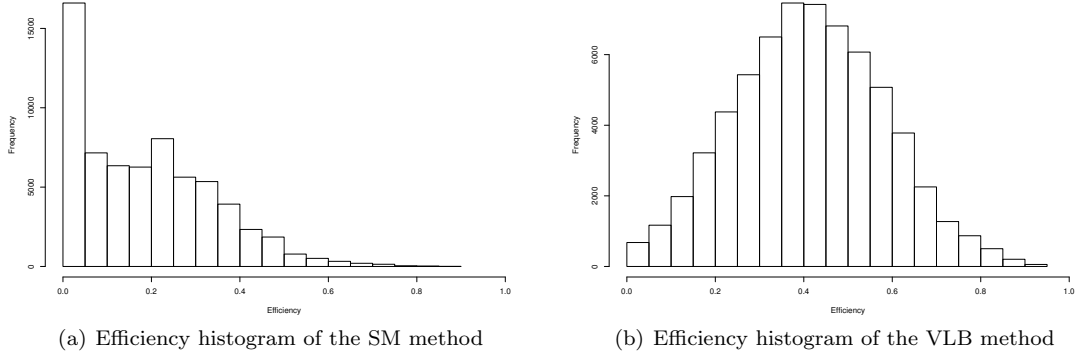 Frequency
15000
10000
5000
0
0.0 0.2 0.4 0.6 0.8 1.0
Efficiency
(a) Efficiency histogram of the SM method
Frequency
6000
4000
2000
0
0.0 0.2 0.4 0.6 0.8 1.0
Efficiency
(b) Efficiency histogram of the VLB method